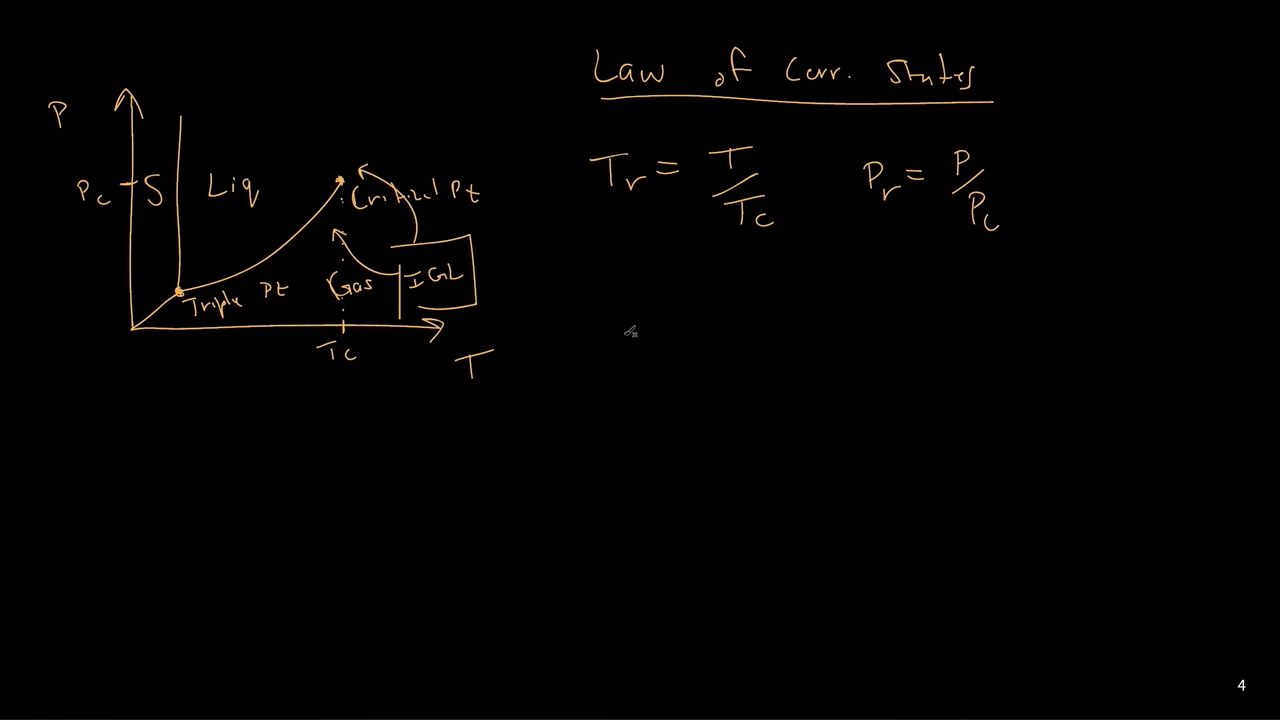 Law of Corr. States
P
Tr = T/Tc Pr = P/Pc
Pc S Liq Critical Pt
Triple Pt Gas IGL
Tc
T
4